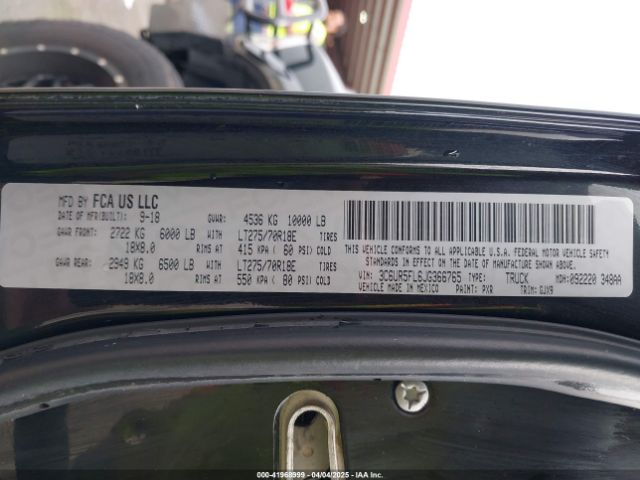 MFD BY FCA US LLC
DATE OF MFR(BUILT): 9-18 GVWR: 4536 KG 10000 LB
GAWR FRONT: 2722 KG 6000 LB WITH LT275/70R18E TIRES
18X8.0 RIMS AT 415 KPA ( 60 PSI) COLD
GAWR REAR: 2948 KG 6500 LB WITH LT275/70R18E TIRES
18X8.0 RIMS AT 550 KPA ( 80 PSI) COLD
THIS VEHICLE CONFORMS TO ALL APPLICABLE U.S.A. FEDERAL MOTOR VEHICLE SAFETY
STANDARDS IN EFFECT ON THE DATE OF MANUFACTURE SHOWN ABOVE.
VIN: 3C6UR5FL6JG366765 TYPE: TRUCK MDH: 092220 348AA
VEHICLE MADE IN MEXICO PAINT: PXR TRIM: GJX9
000-41968999 04/04/2025 - Copyright IAA, Inc.